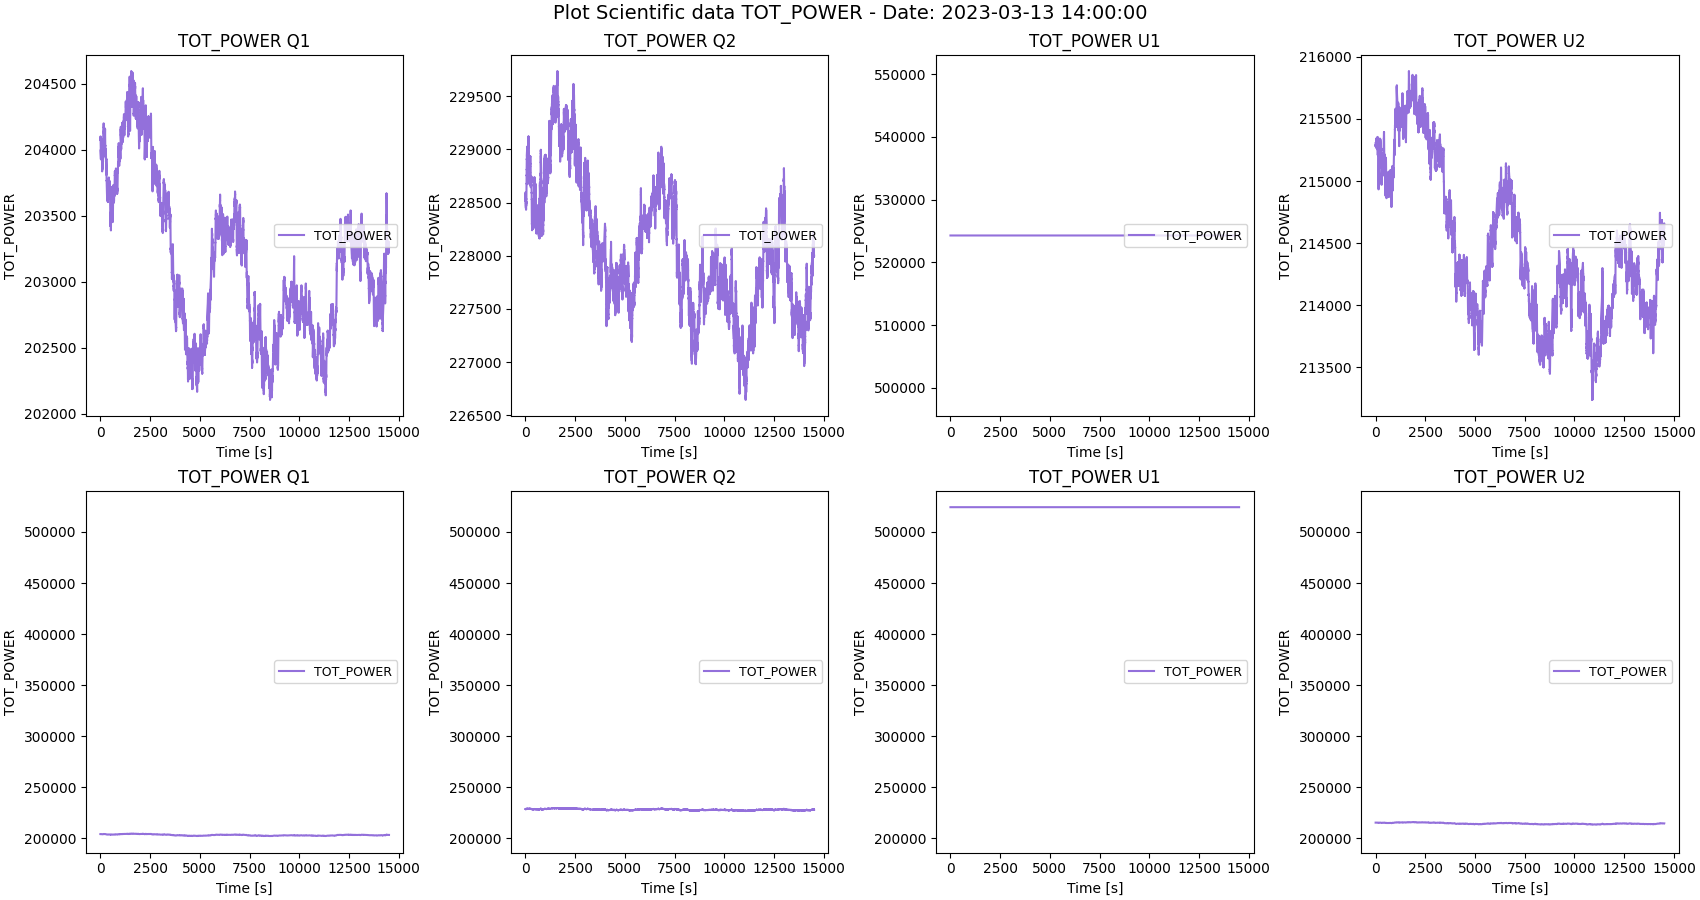 Plot Scientific data TOT_POWER - Date: 2023-03-13 14:00:00
TOT_POWER Q1
TOT_POWER
204500
204000
203500
203000
202500
202000
TOT_POWER
0 2500 5000 7500 10000 12500 15000
Time [s]
TOT_POWER Q2
TOT_POWER
229500
229000
228500
228000
227500
227000
226500
TOT_POWER
0 2500 5000 7500 10000 12500 15000
Time [s]
TOT_POWER U1
TOT_POWER
550000
540000
530000
520000
510000
500000
TOT_POWER
0 2500 5000 7500 10000 12500 15000
Time [s]
TOT_POWER U2
TOT_POWER
216000
215500
215000
214500
214000
213500
TOT_POWER
0 2500 5000 7500 10000 12500 15000
Time [s]
TOT_POWER Q1
TOT_POWER
500000
450000
400000
350000
300000
250000
200000
TOT_POWER
0 2500 5000 7500 10000 12500 15000
Time [s]
TOT_POWER Q2
TOT_POWER
500000
450000
400000
350000
300000
250000
200000
TOT_POWER
0 2500 5000 7500 10000 12500 15000
Time [s]
TOT_POWER U1
TOT_POWER
500000
450000
400000
350000
300000
250000
200000
TOT_POWER
0 2500 5000 7500 10000 12500 15000
Time [s]
TOT_POWER U2
TOT_POWER
500000
450000
400000
350000
300000
250000
200000
TOT_POWER
0 2500 5000 7500 10000 12500 15000
Time [s]